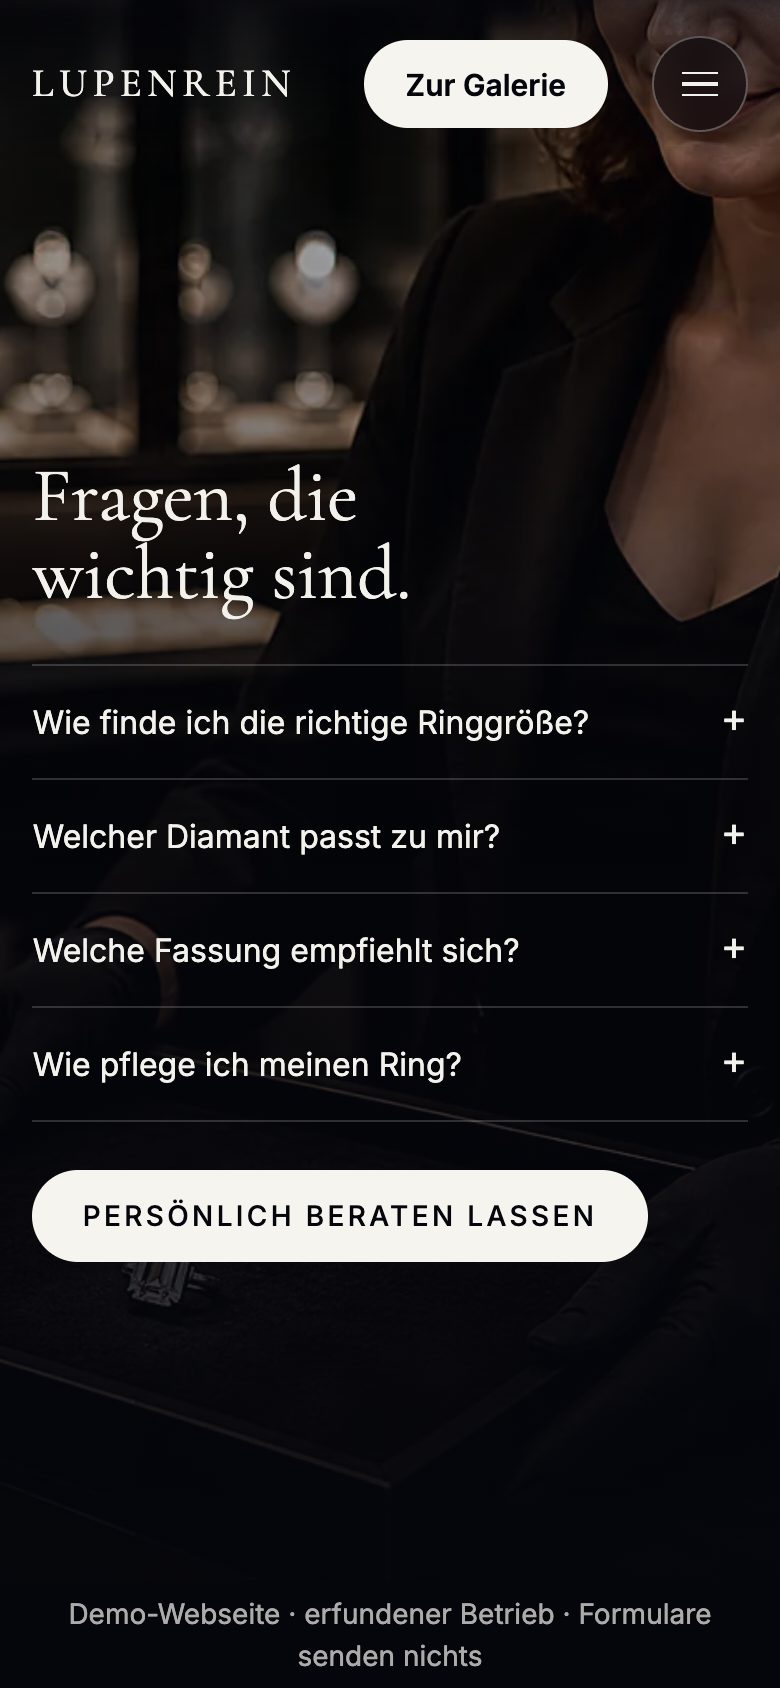 LUPENREIN
Zur Galerie
Fragen, die
wichtig sind.
Wie finde ich die richtige Ringgröße?
+
Welcher Diamant passt zu mir?
+
Welche Fassung empfiehlt sich?
+
Wie pflege ich meinen Ring?
+
PERSÖNLICH BERATEN LASSEN
Demo-Webseite · erfundener Betrieb · Formulare
senden nichts